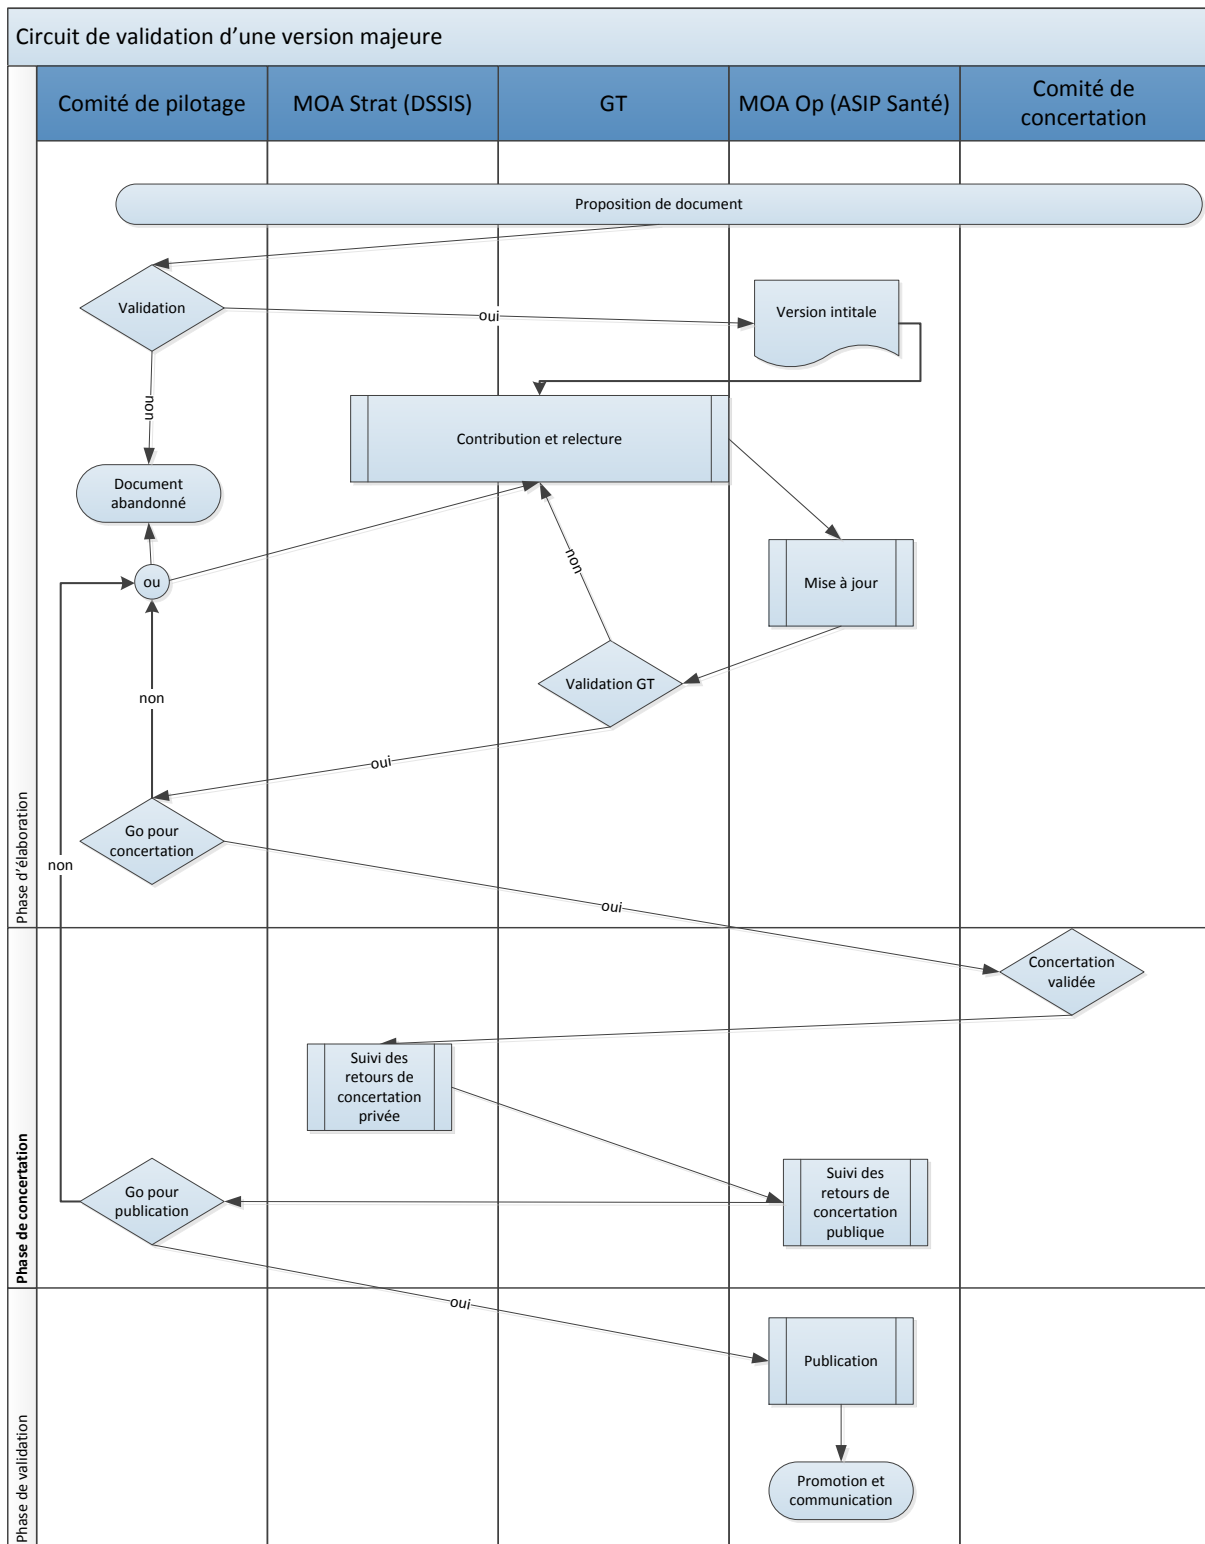 Circuit de validation d’une version majeure
Comité de pilotage
MOA Strat (DSSIS)
GT
MOA Op (ASIP Santé)
Comité de
concertation
Phase d’élaboration
Proposition de document
Validation
oui
Version intitale
non
Contribution et relecture
Document
abandonné
ou
non
Mise à jour
Validation GT
non
oui
Go pour
concertation
non
oui
Phase de concertation
Concertation
validée
Suivi des
retours de
concertation
privée
Suivi des
retours de
concertation
publique
Go pour
publication
oui
Phase de validation
Publication
Promotion et
communication